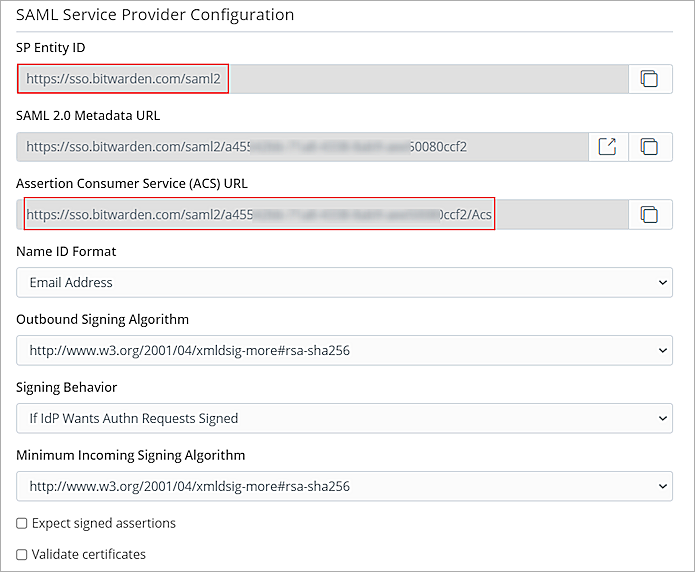 SAML Service Provider Configuration
SP Entity ID
https://sso.bitwarden.com/saml2
SAML 2.0 Metadata URL
https://sso.bitwarden.com/saml2/a455 50080ccf2
Assertion Consumer Service (ACS) URL
https://sso.bitwarden.com/saml2/a455 0ccf2/Acs
Name ID Format
Email Address
Outbound Signing Algorithm
http://www.w3.org/2001/04/xmldsig-more#rsa-sha256
Signing Behavior
If IdP Wants Authn Requests Signed
Minimum Incoming Signing Algorithm
http://www.w3.org/2001/04/xmldsig-more#rsa-sha256
Expect signed assertions
Validate certificates